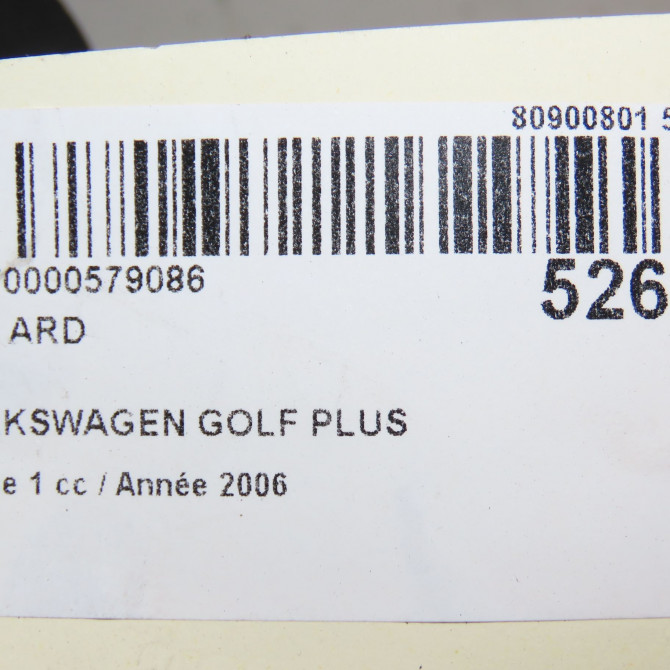 80900801 5
0000579086
526
ARD
KSWAGEN GOLF PLUS
e 1 cc / Année 2006